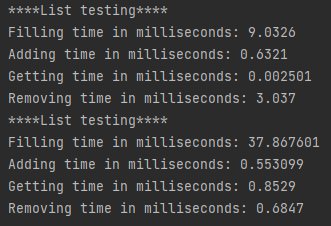 ****List testing****
Filling time in milliseconds: 9.0326
Adding time in milliseconds: 0.6321
Getting time in milliseconds: 0.002501
Removing time in milliseconds: 3.037
****List testing****
Filling time in milliseconds: 37.867601
Adding time in milliseconds: 0.553099
Getting time in milliseconds: 0.8529
Removing time in milliseconds: 0.6847